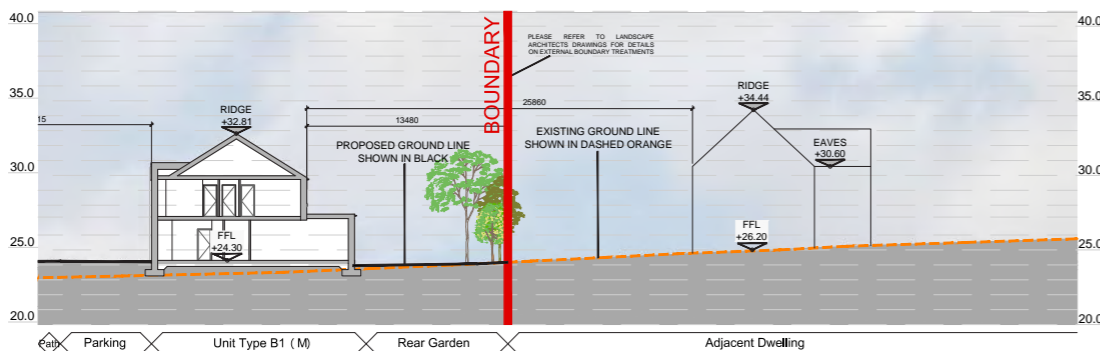 40.0
35.0
30.0
25.0
20.0
15
RIDGE
+32.81
FFL
+24.30
13480
25860
PROPOSED GROUND LINE
SHOWN IN BLACK
BOUNDARY
PLEASE REFER TO LANDSCAPE
ARCHITECTS DRAWINGS FOR DETAILS
ON EXTERNAL BOUNDARY TREATMENTS
EXISTING GROUND LINE
SHOWN IN DASHED ORANGE
RIDGE
+34.44
EAVES
+30.60
FFL
+26.20
40.0
35.0
30.0
25.0
20.0
Path
Parking
Unit Type B1 ( M)
Rear Garden
Adjacent Dwelling